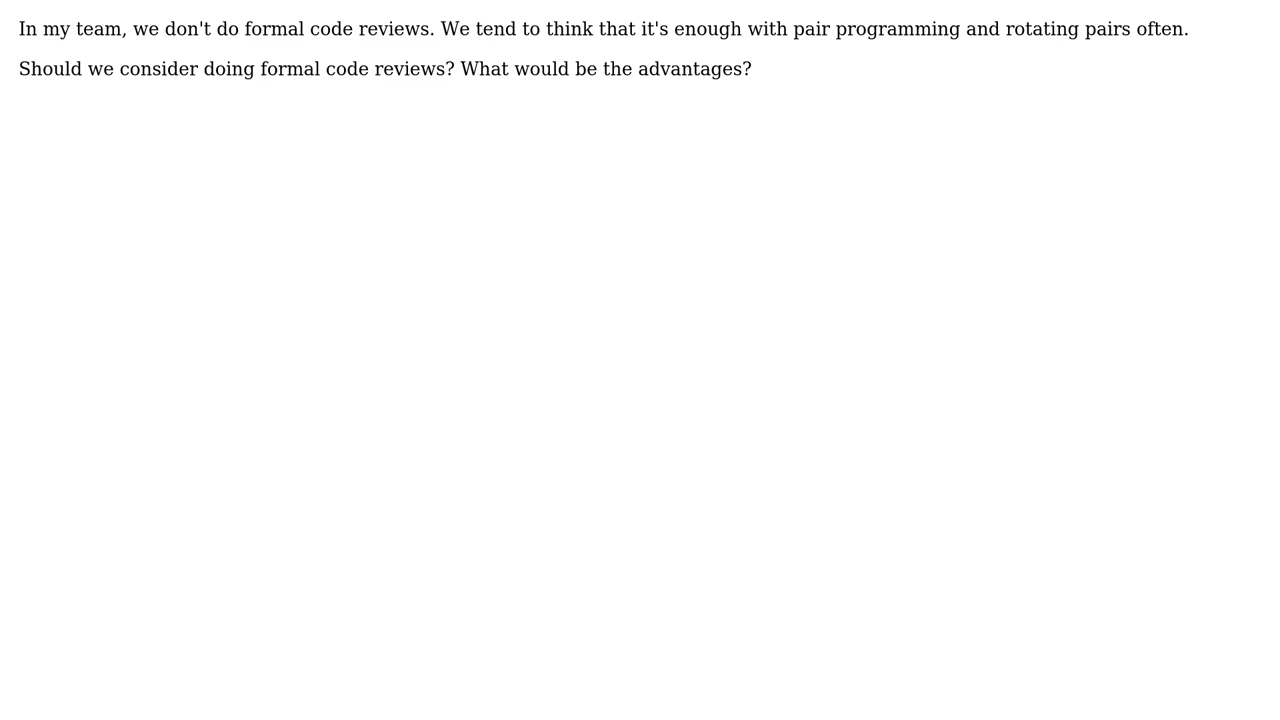 In my team, we don't do formal code reviews. We tend to think that it's enough with pair programming and rotating pairs often.
Should we consider doing formal code reviews? What would be the advantages?